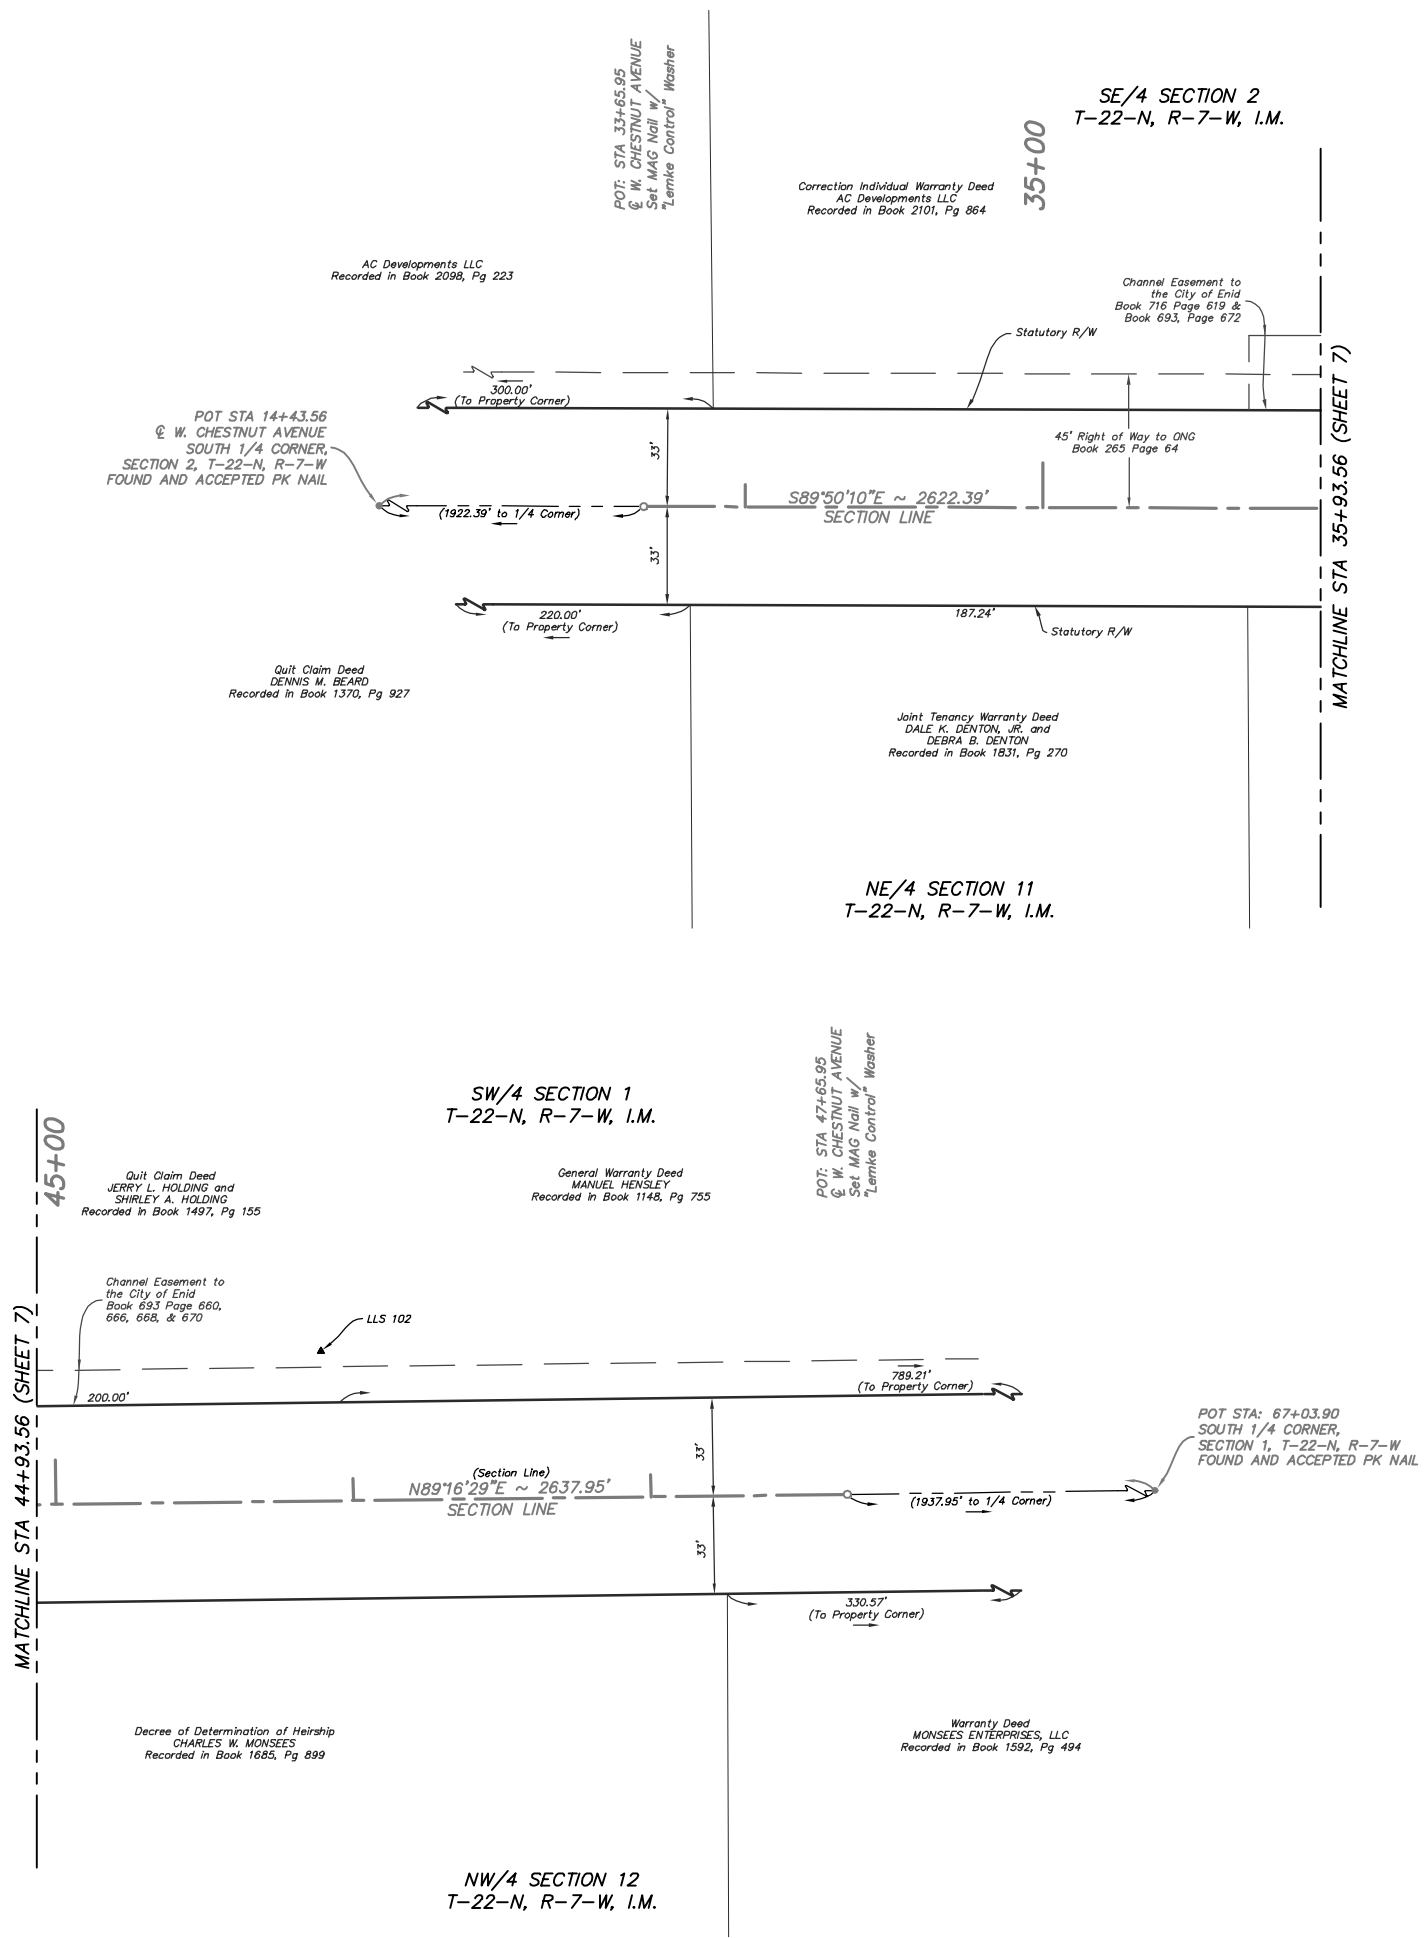 POT: STA 33+65.95
℄ W. CHESTNUT AVENUE
Set MAG Nail w/
"Lemke Control" Washer
SE/4 SECTION 2
T-22-N, R-7-W, I.M.
35+00
Correction Individual Warranty Deed
AC Developments LLC
Recorded in Book 2101, Pg 864
AC Developments LLC
Recorded in Book 2098, Pg 223
Channel Easement to
the City of Enid
Book 716 Page 619 &
Book 693, Page 672
Statutory R/W
300.00'
(To Property Corner)
POT STA 14+43.56
℄ W. CHESTNUT AVENUE
SOUTH 1/4 CORNER,
SECTION 2, T-22-N, R-7-W
FOUND AND ACCEPTED PK NAIL
33'
45' Right of Way to ONG
Book 265 Page 64
S89°50'10"E ~ 2622.39'
SECTION LINE
(1922.39' to 1/4 Corner)
33'
MATCHLINE STA 35+93.56 (SHEET 7)
220.00'
(To Property Corner)
187.24'
Statutory R/W
Quit Claim Deed
DENNIS M. BEARD
Recorded in Book 1370, Pg 927
Joint Tenancy Warranty Deed
DALE K. DENTON, JR. and
DEBRA B. DENTON
Recorded in Book 1831, Pg 270
NE/4 SECTION 11
T-22-N, R-7-W, I.M.
POT: STA 47+65.95
℄ W. CHESTNUT AVENUE
Set MAG Nail w/
"Lemke Control" Washer
SW/4 SECTION 1
T-22-N, R-7-W, I.M.
45+00
Quit Claim Deed
JERRY L. HOLDING and
SHIRLEY A. HOLDING
Recorded in Book 1497, Pg 155
General Warranty Deed
MANUEL HENSLEY
Recorded in Book 1148, Pg 755
Channel Easement to
the City of Enid
Book 693 Page 660,
666, 668, & 670
LLS 102
MATCHLINE STA 44+93.56 (SHEET 7)
200.00'
789.21'
(To Property Corner)
33'
POT STA: 67+03.90
SOUTH 1/4 CORNER,
SECTION 1, T-22-N, R-7-W
FOUND AND ACCEPTED PK NAIL
(Section Line)
N89°16'29"E ~ 2637.95'
SECTION LINE
(1937.95' to 1/4 Corner)
33'
330.57'
(To Property Corner)
Decree of Determination of Heirship
CHARLES W. MONSEES
Recorded in Book 1685, Pg 899
Warranty Deed
MONSEES ENTERPRISES, LLC
Recorded in Book 1592, Pg 494
NW/4 SECTION 12
T-22-N, R-7-W, I.M.